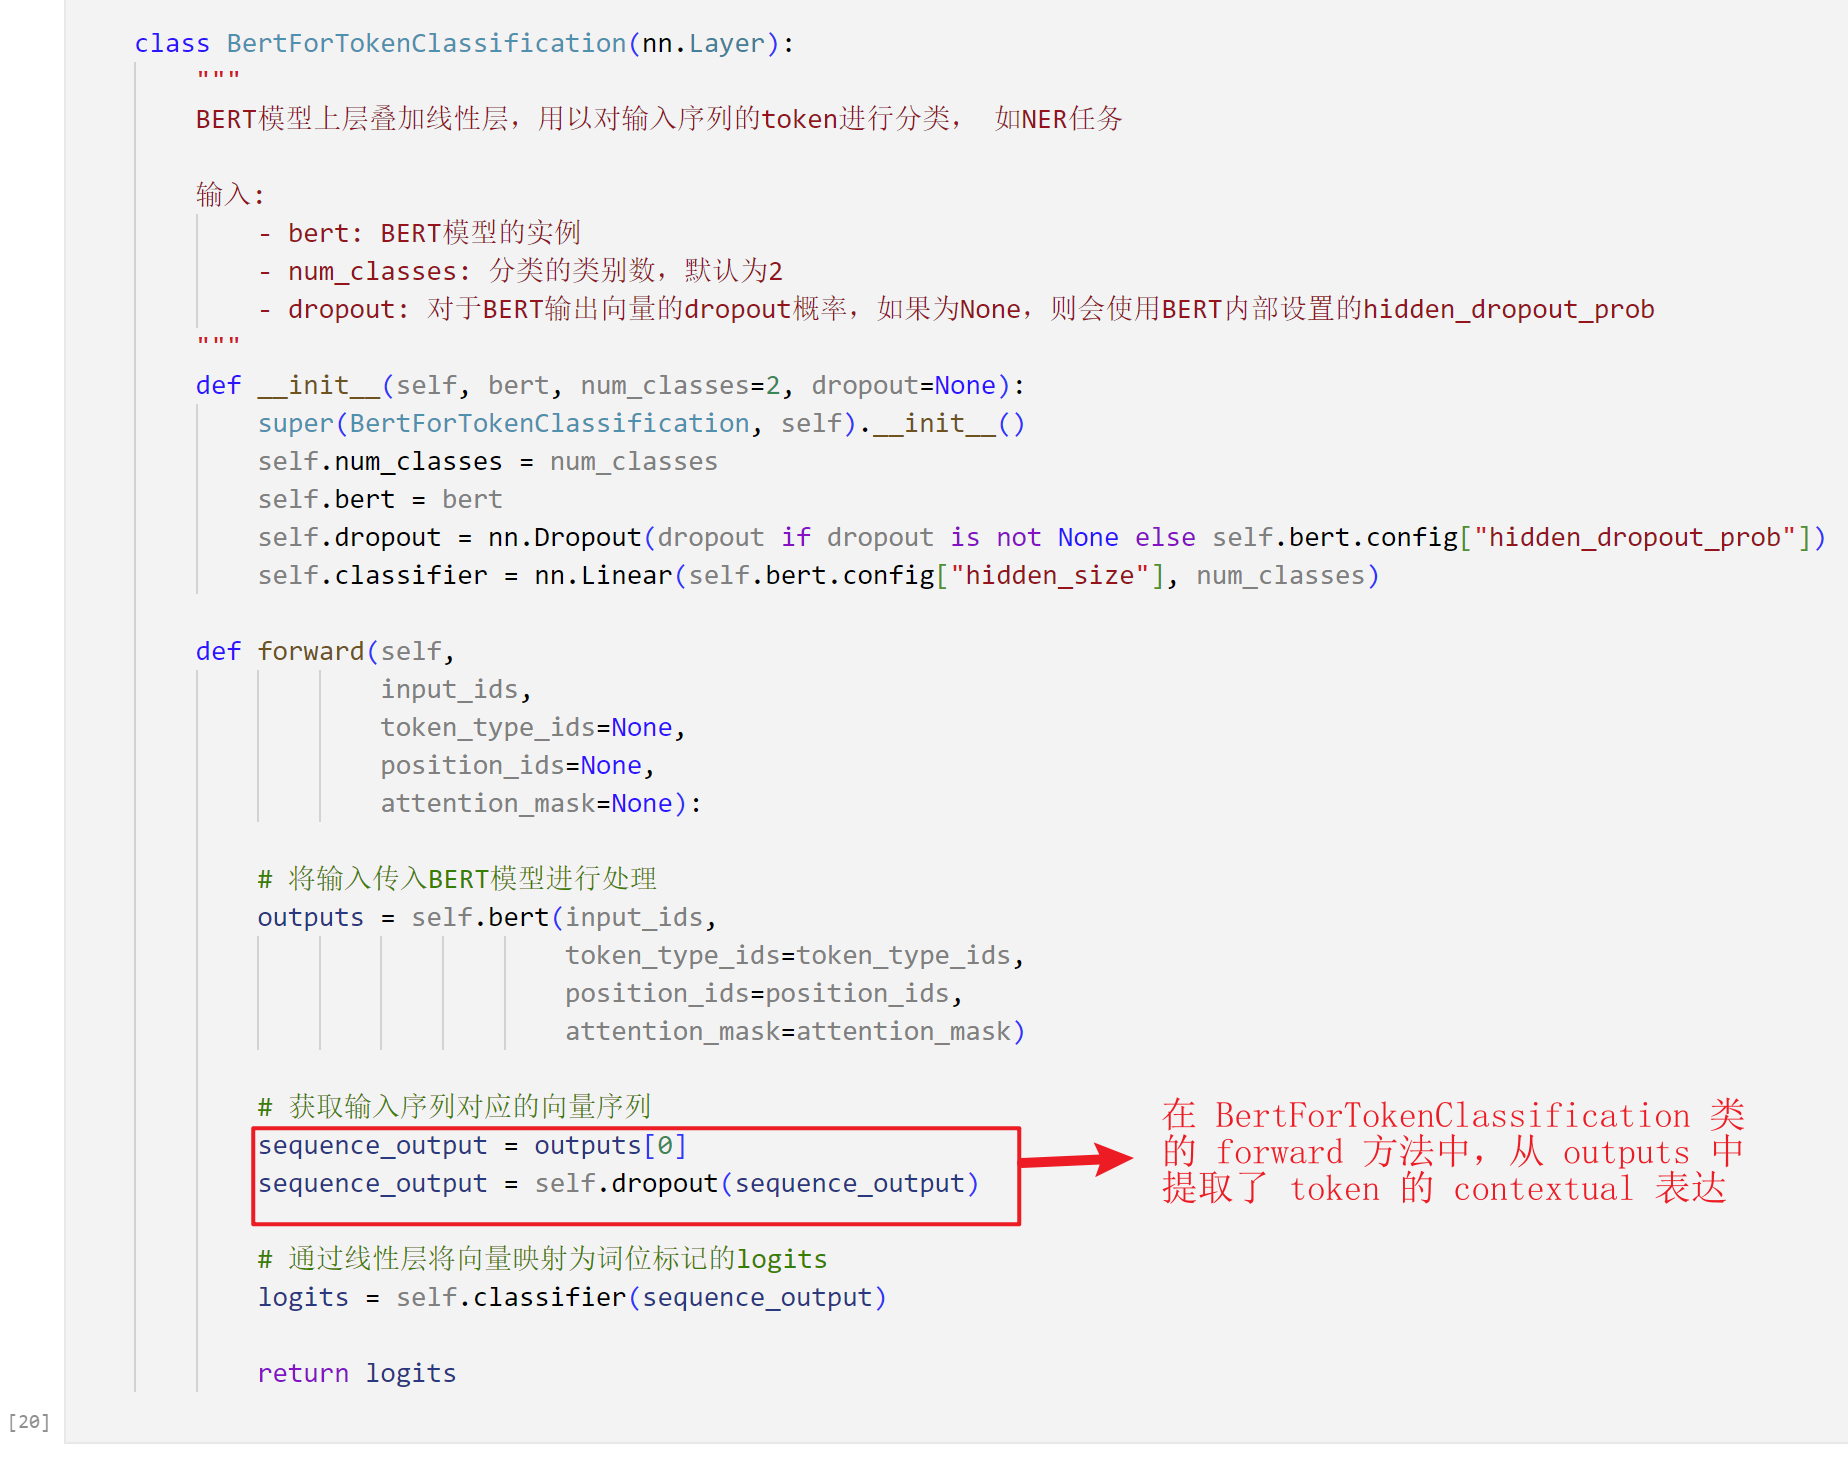 class BertForTokenClassification(nn.Layer):
"""
BERT模型上层叠加线性层，用以对输入序列的token进行分类， 如NER任务
输入:
- bert: BERT模型的实例
- num_classes: 分类的类别数，默认为2
- dropout: 对于BERT输出向量的dropout概率，如果为None，则会使用BERT内部设置的hidden_dropout_prob
"""
def __init__(self, bert, num_classes=2, dropout=None):
super(BertForTokenClassification, self).__init__()
self.num_classes = num_classes
self.bert = bert
self.dropout = nn.Dropout(dropout if dropout is not None else self.bert.config["hidden_dropout_prob"])
self.classifier = nn.Linear(self.bert.config["hidden_size"], num_classes)
def forward(self,
input_ids,
token_type_ids=None,
position_ids=None,
attention_mask=None):
# 将输入传入BERT模型进行处理
outputs = self.bert(input_ids,
token_type_ids=token_type_ids,
position_ids=position_ids,
attention_mask=attention_mask)
# 获取输入序列对应的向量序列
sequence_output = outputs[0]
sequence_output = self.dropout(sequence_output)
在 BertForTokenClassification 类
的 forward 方法中，从 outputs 中
提取了 token 的 contextual 表达
# 通过线性层将向量映射为词位标记的logits
logits = self.classifier(sequence_output)
return logits
[20]